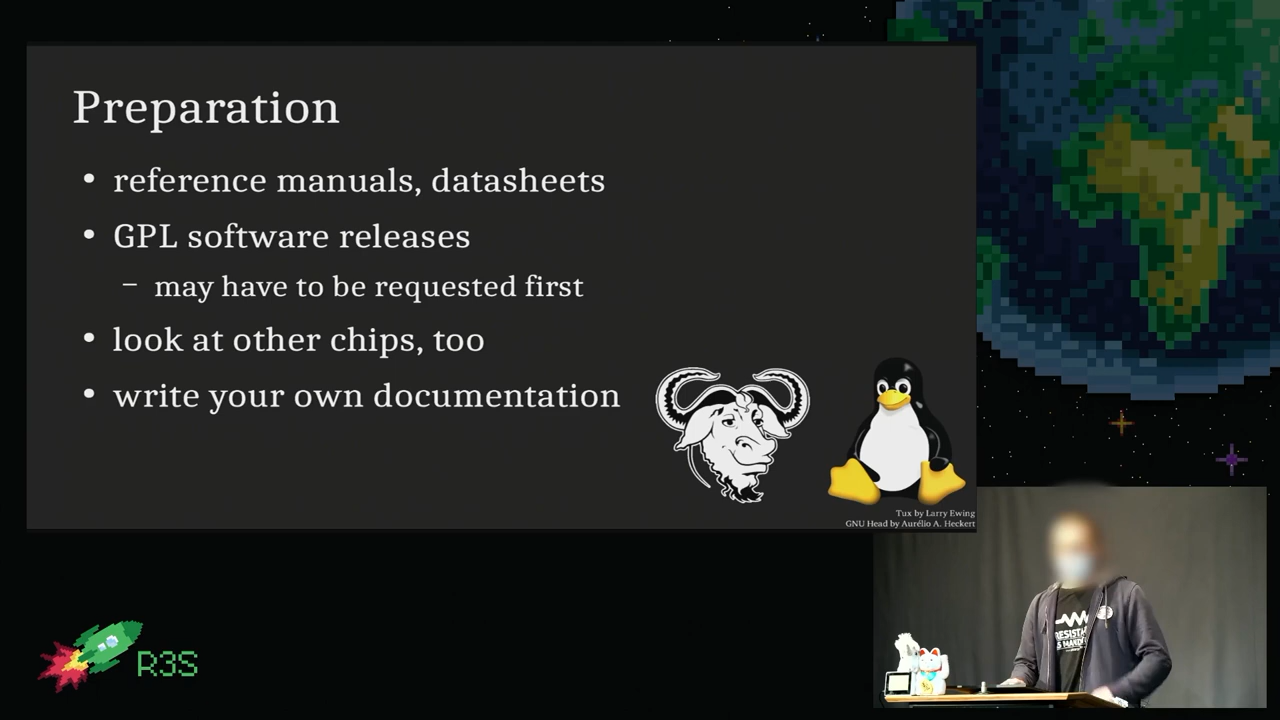 Preparation
• reference manuals, datasheets
• GPL software releases
– may have to be requested first
• look at other chips, too
• write your own documentation
Tux by Larry Ewing
GNU Head by Aurélio A. Heckert
R3S